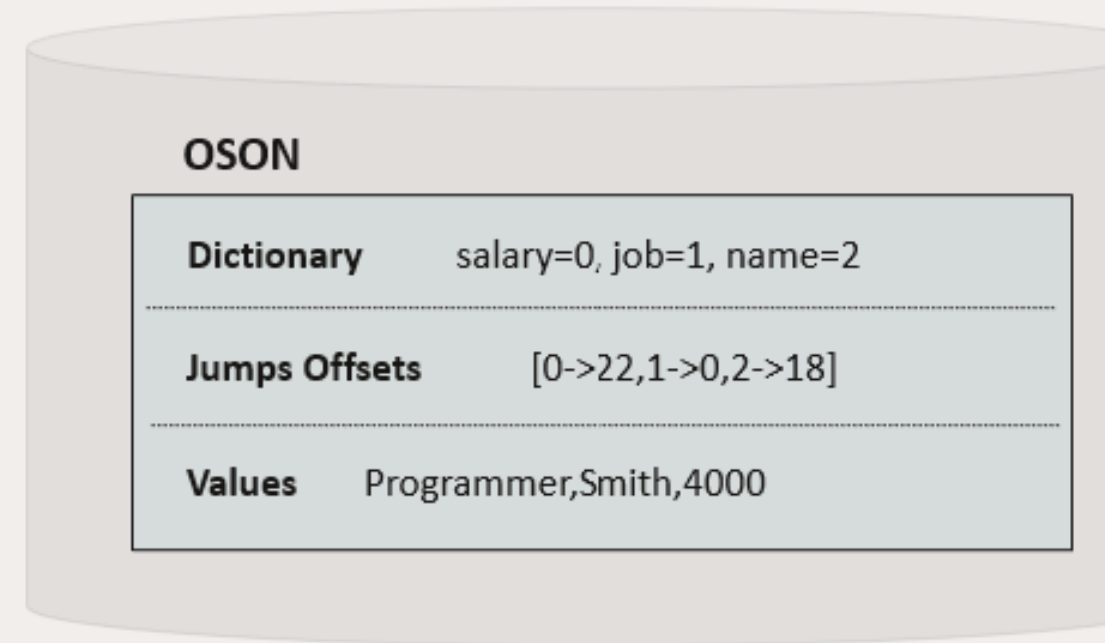 OSON
Dictionary salary=0, job=1, name=2
Jumps Offsets [0->22,1->0,2->18]
Values Programmer,Smith,4000